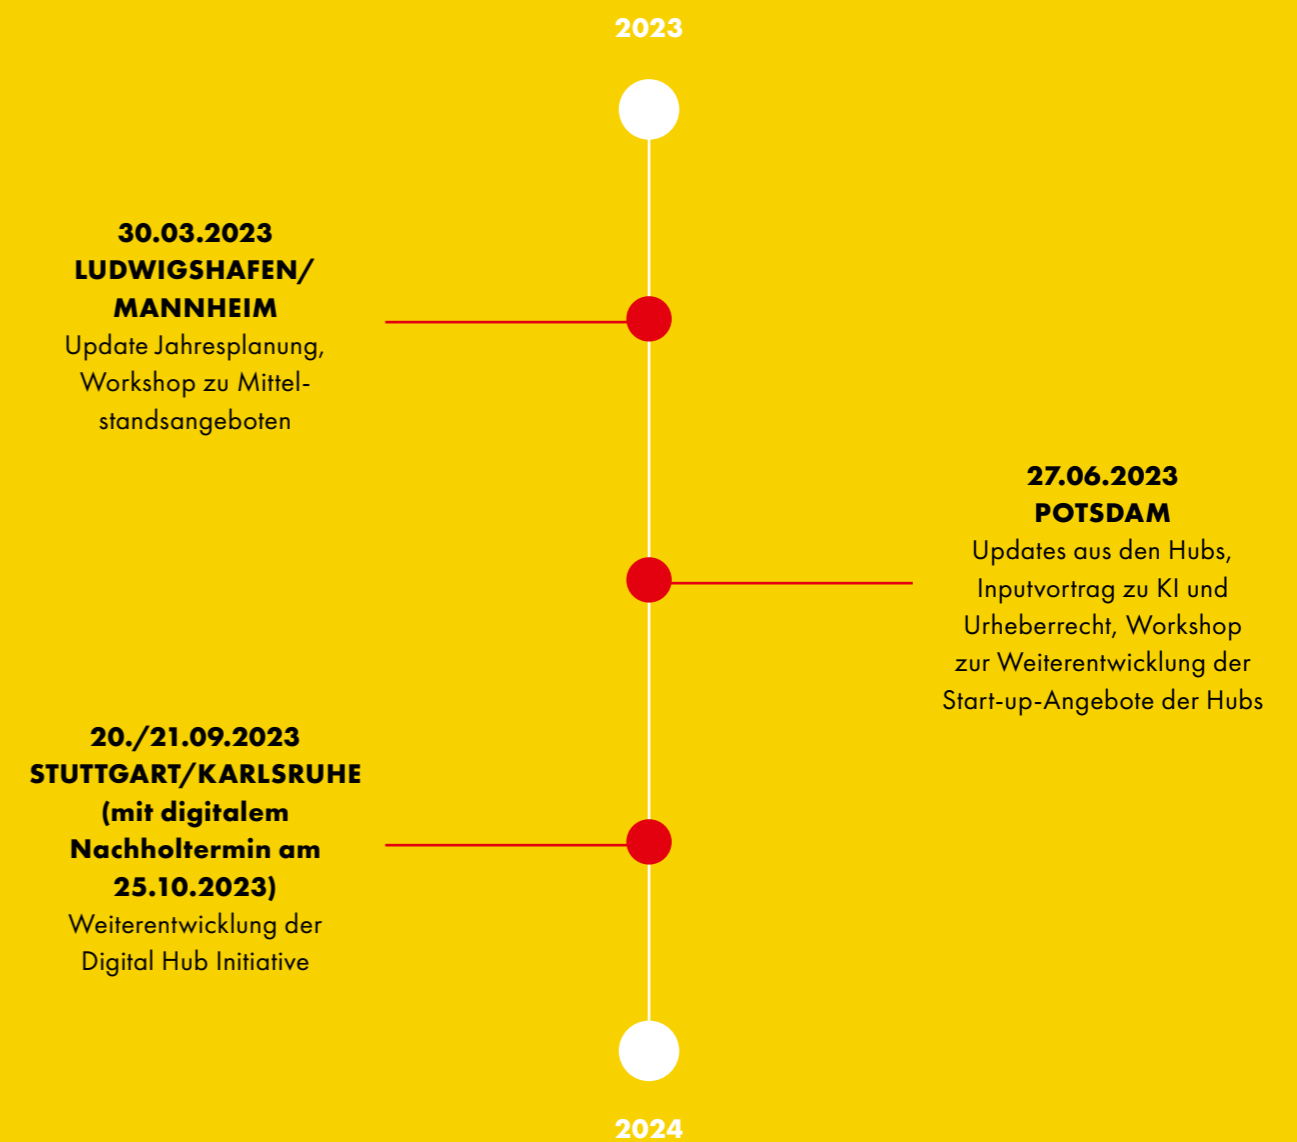 2023
30.03.2023
LUDWIGSHAFEN/
MANNHEIM
Update Jahresplanung,
Workshop zu Mittel-
standsangeboten
27.06.2023
POTSDAM
Updates aus den Hubs,
Inputvortrag zu KI und
Urheberrecht, Workshop
zur Weiterentwicklung der
Start-up-Angebote der Hubs
20./21.09.2023
STUTTGART/KARLSRUHE
(mit digitalem
Nachholtermin am
25.10.2023)
Weiterentwicklung der
Digital Hub Initiative
2024